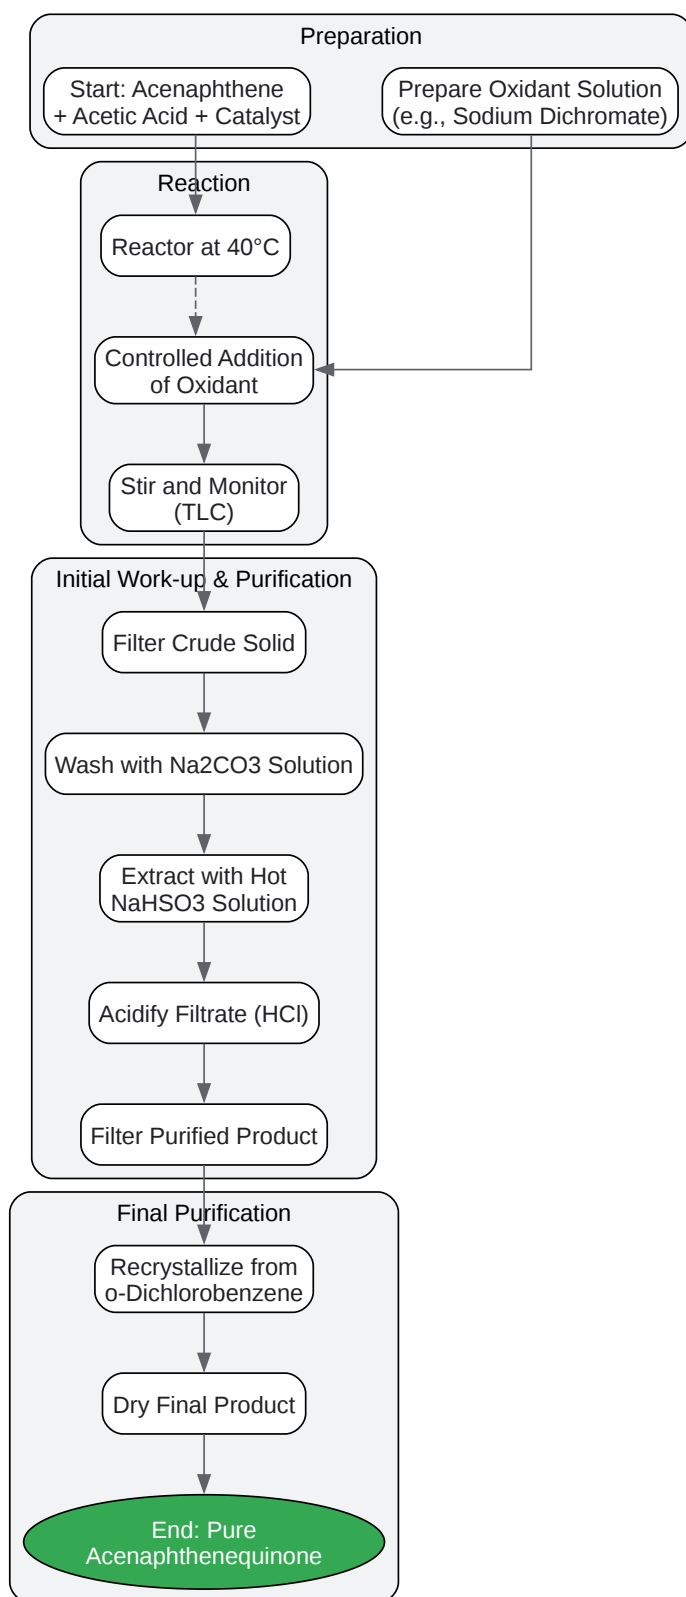 Preparation
Start: Acenaphthene
+ Acetic Acid + Catalyst
Prepare Oxidant Solution
(e.g., Sodium Dichromate)
Reaction
Reactor at 40°C
Controlled Addition
of Oxidant
Stir and Monitor
(TLC)
Initial Work-up & Purification
Filter Crude Solid
Wash with Na2CO3 Solution
Extract with Hot
NaHSO3 Solution
Acidify Filtrate (HCl)
Filter Purified Product
Final Purification
Recrystallize from
o-Dichlorobenzene
Dry Final Product
End: Pure
Acenaphthenequinone